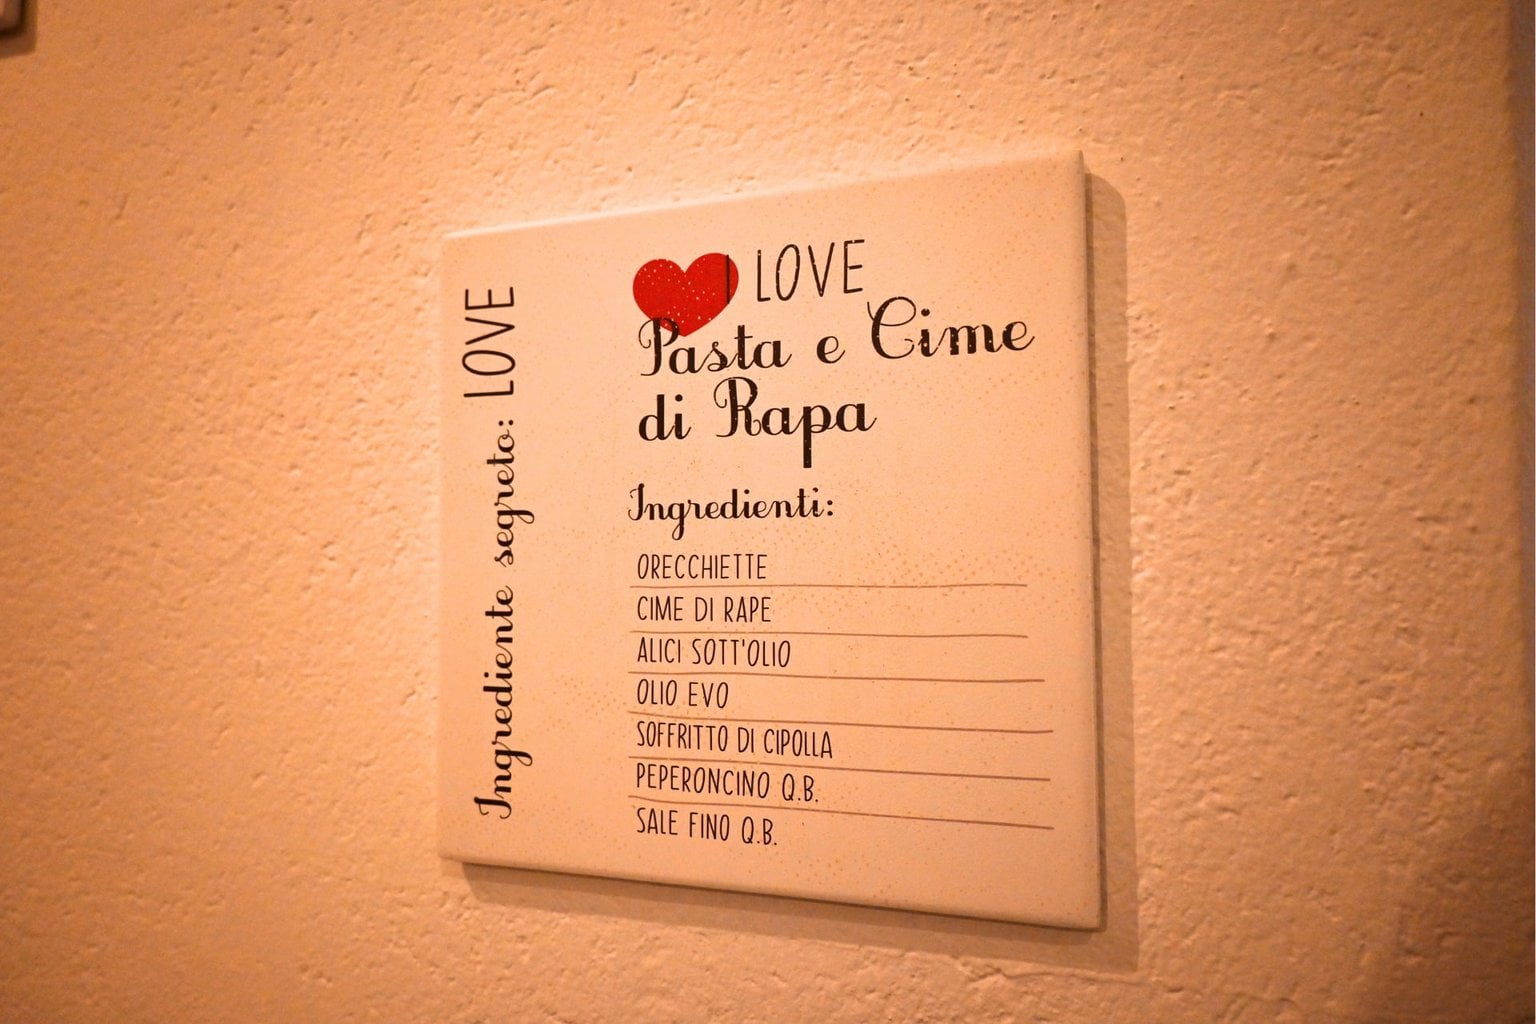 Ingrediente segreto: LOVE
I LOVE
Pasta e Cime
di Rapa
Ingredienti:
ORECCHIETTE
CIME DI RAPE
ALICI SOTT'OLIO
OLIO EVO
SOFFRITTO DI CIPOLLA
PEPERONCINO Q.B.
SALE FINO Q.B.